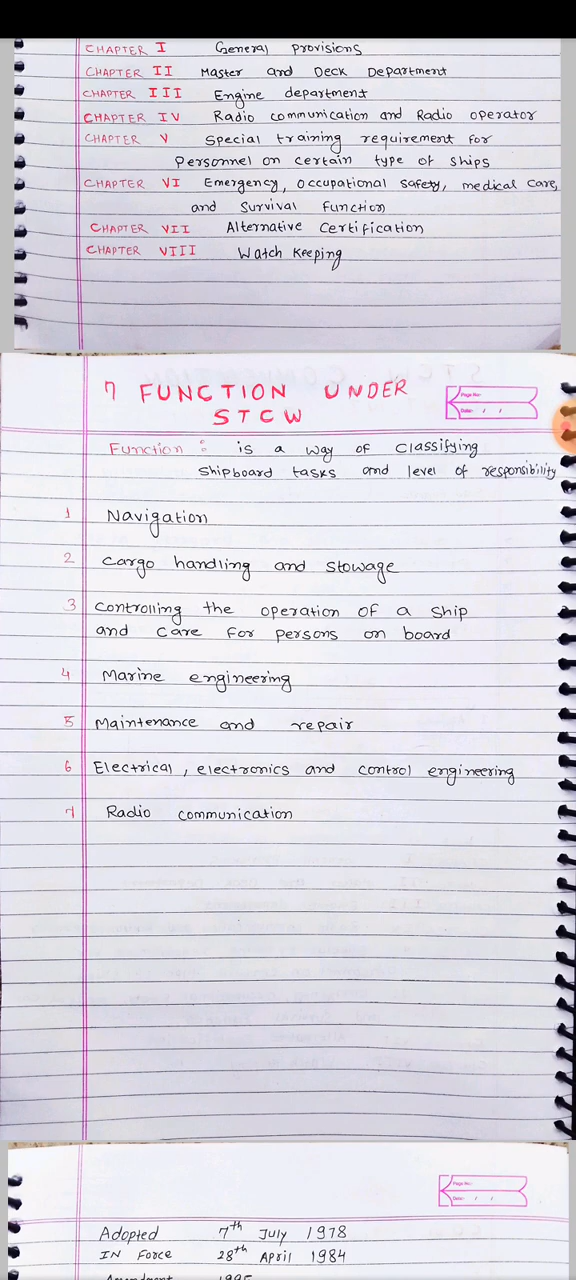 CHAPTER I General provisions
CHAPTER II Master and Deck Department
CHAPTER III Engine department
CHAPTER IV Radio communication and Radio operator
CHAPTER V Special training requirement for
Personnel on certain type of ships
CHAPTER VI Emergency, occupational safety, medical care,
and survival function
CHAPTER VII Alternative certification
CHAPTER VIII Watch keeping
7 FUNCTION UNDER
STCW
Page No:
Date: / /
Function : is a way of classifying
shipboard tasks and level of responsibility
1 Navigation
2 cargo handling and stowage
3 controlling the operation of a ship
and care for persons on board
4 Marine engineering
5 Maintenance and repair
6 Electrical, electronics and control engineering
7 Radio communication
Page No:
Date: / /
Adopted 7th July 1978
IN Force 28th April 1984
Amendment 1995